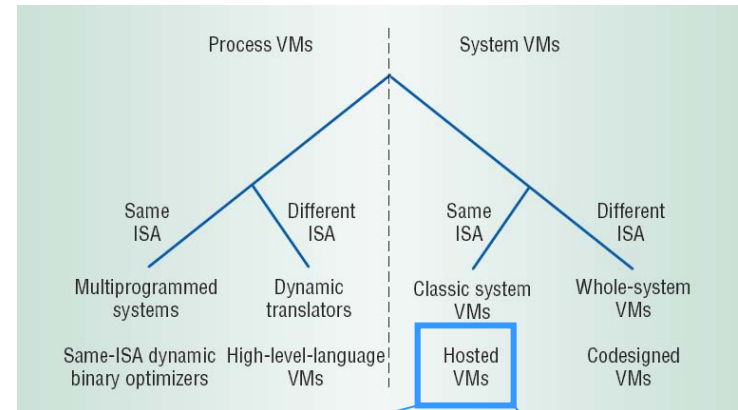 Process VMs
System VMs
Same
ISA
Different
ISA
Same
ISA
Different
ISA
Multiprogrammed
systems
Dynamic
translators
Classic system
VMs
Whole-system
VMs
Same-ISA dynamic
binary optimizers
High-level-language
VMs
Hosted
VMs
Codesigned
VMs